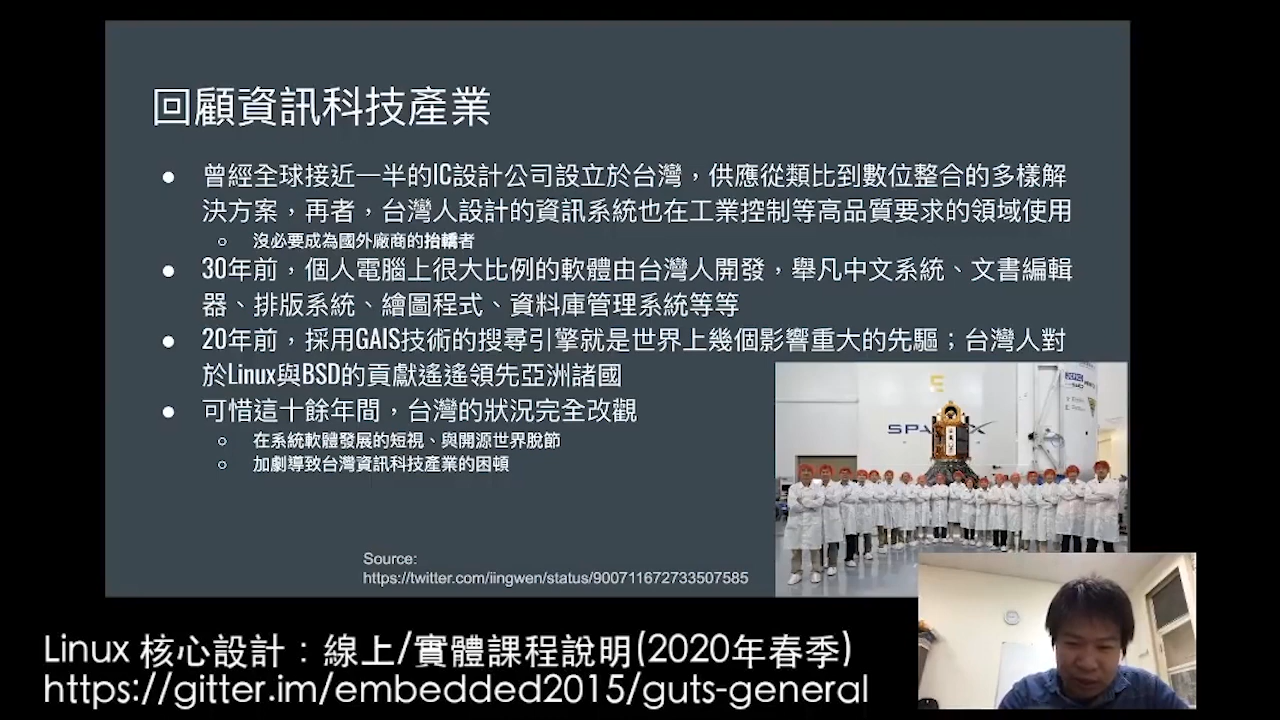 回顧資訊科技產業
● 曾經全球接近一半的IC設計公司設立於台灣，供應從類比到數位整合的多樣解
決方案，再者，台灣人設計的資訊系統也在工業控制等高品質要求的領域使用
○ 沒必要成為國外廠商的抬轎者
● 30年前，個人電腦上很大比例的軟體由台灣人開發，舉凡中文系統、文書編輯
器、排版系統、繪圖程式、資料庫管理系統等等
● 20年前，採用GAIS技術的搜尋引擎就是世界上幾個影響重大的先驅；台灣人對
於Linux與BSD的貢獻遙遙領先亞洲諸國
● 可惜這十餘年間，台灣的狀況完全改觀
○ 在系統軟體發展的短視、與開源世界脫節
○ 加劇導致台灣資訊科技產業的困頓
Source:
https://twitter.com/iingwen/status/900711672733507585
Linux 核心設計：線上/實體課程說明(2020年春季)
https://gitter.im/embedded2015/guts-general